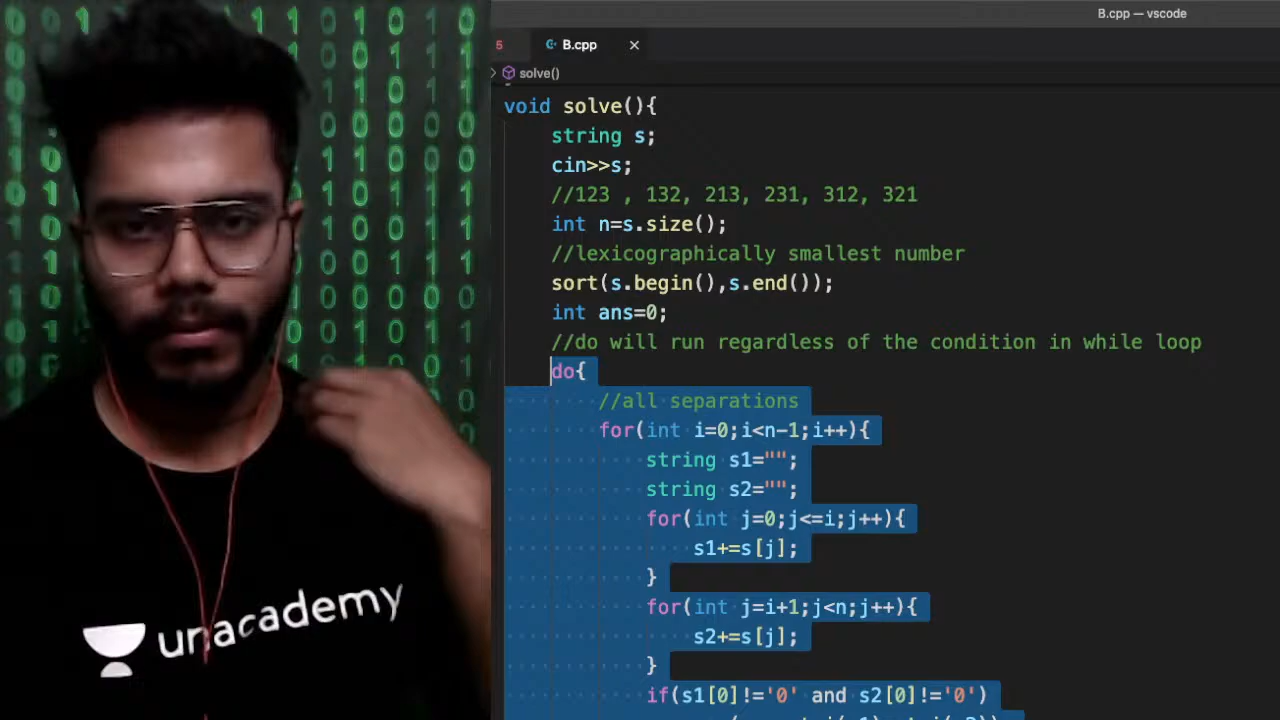 B.cpp — vscode
5 B.cpp ×
solve()
void solve(){
string s;
cin>>s;
//123 , 132, 213, 231, 312, 321
int n=s.size();
//lexicographically smallest number
sort(s.begin(),s.end());
int ans=0;
//do will run regardless of the condition in while loop
do{
//all separations
for(int i=0;i<n-1;i++){
string s1="";
string s2="";
for(int j=0;j<=i;j++){
s1+=s[j];
}
for(int j=i+1;j<n;j++){
s2+=s[j];
}
if(s1[0]!='0' and s2[0]!='0')
unacademy